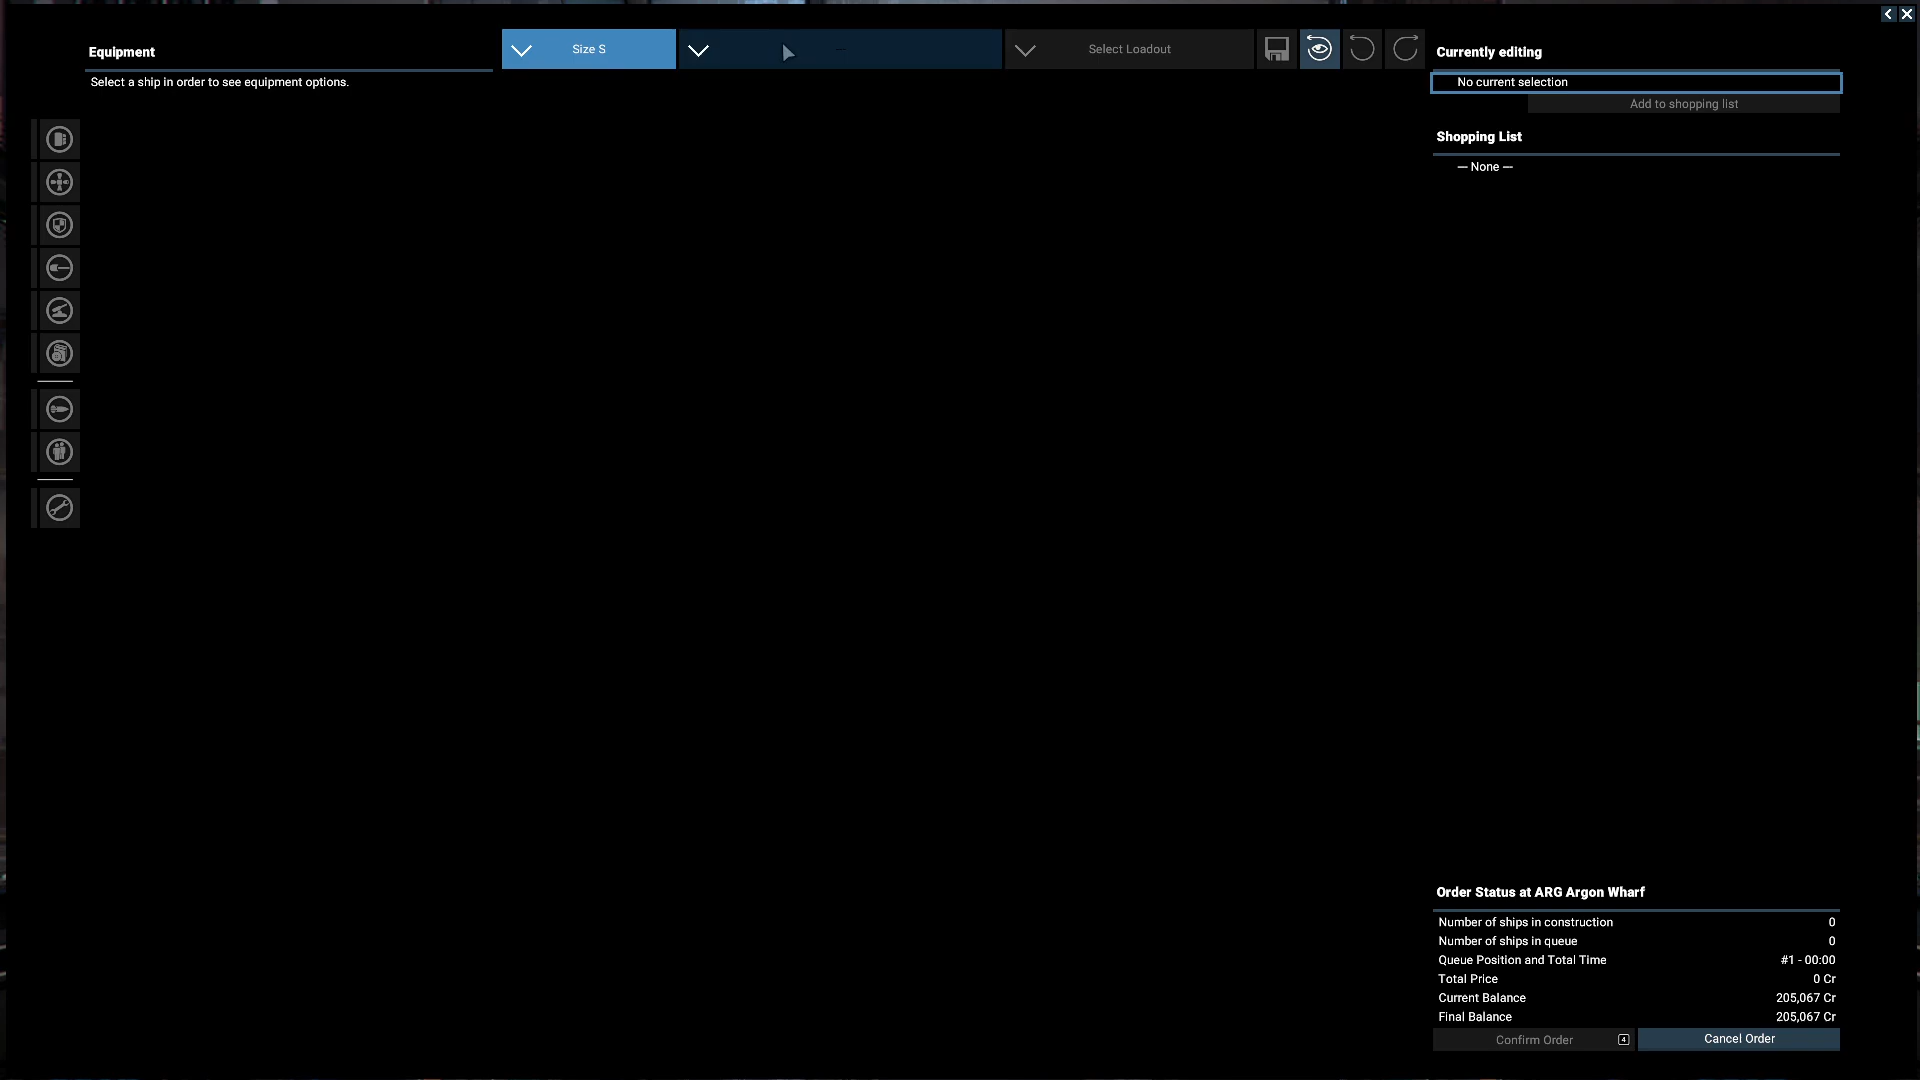 Equipment
Select a ship in order to see equipment options.
Size S
Select Loadout
Currently editing
No current selection
Add to shopping list
Shopping List
— None —
Order Status at ARG Argon Wharf
Number of ships in construction 0
Number of ships in queue 0
Queue Position and Total Time #1 - 00:00
Total Price 0 Cr
Current Balance 205,067 Cr
Final Balance 205,067 Cr
Confirm Order 4
Cancel Order